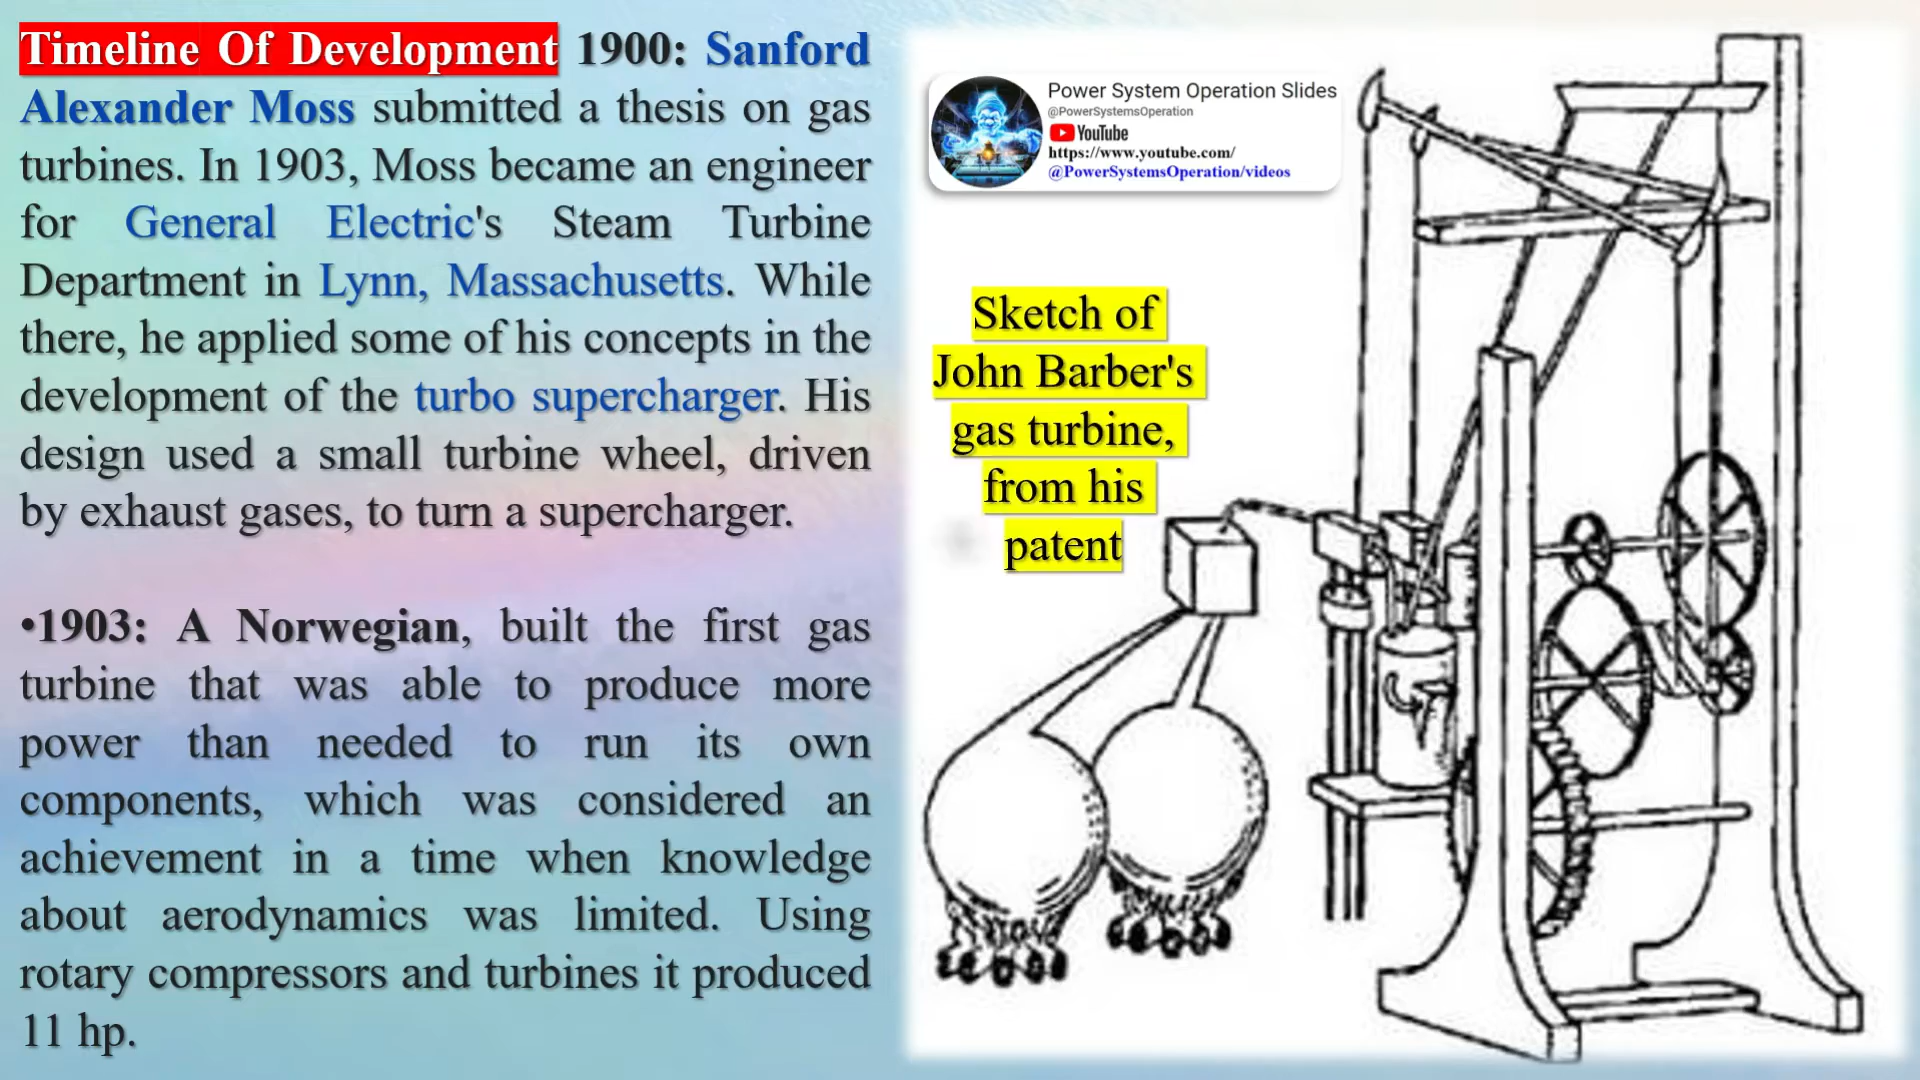 Timeline Of Development 1900: Sanford
Alexander Moss submitted a thesis on gas
turbines. In 1903, Moss became an engineer
for General Electric's Steam Turbine
Department in Lynn, Massachusetts. While
there, he applied some of his concepts in the
development of the turbo supercharger. His
design used a small turbine wheel, driven
by exhaust gases, to turn a supercharger.
•1903: A Norwegian, built the first gas
turbine that was able to produce more
power than needed to run its own
components, which was considered an
achievement in a time when knowledge
about aerodynamics was limited. Using
rotary compressors and turbines it produced
11 hp.
Power System Operation Slides
@PowerSystemsOperation
YouTube
https://www.youtube.com/
@PowerSystemsOperation/videos
Sketch of
John Barber's
gas turbine,
from his
patent